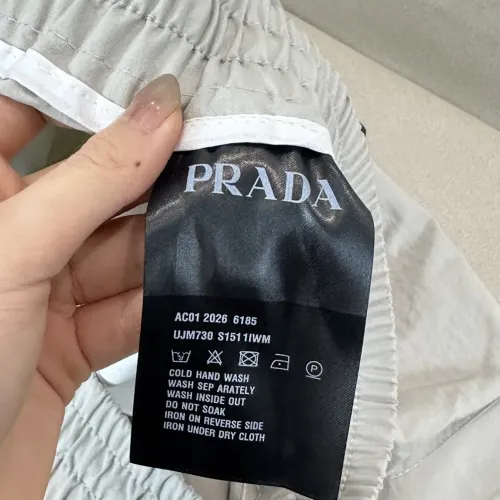 PRADA
AC01 2026 6185
UJM730 S1511IWM
COLD HAND WASH
WASH SEP ARATELY
WASH INSIDE OUT
DO NOT SOAK
IRON ON REVERSE SIDE
IRON UNDER DRY CLOTH